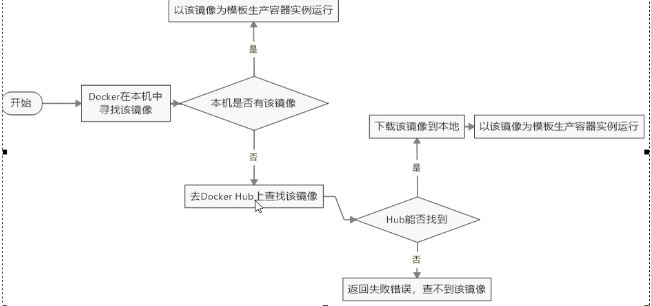 以该镜像为模板生产容器实例运行
是
开始
Docker在本机中
寻找该镜像
本机是否有该镜像
下载该镜像到本地
以该镜像为模板生产容器实例运行
否
是
去Docker Hub上查找该镜像
Hub能否找到
否
返回失败错误，查不到该镜像